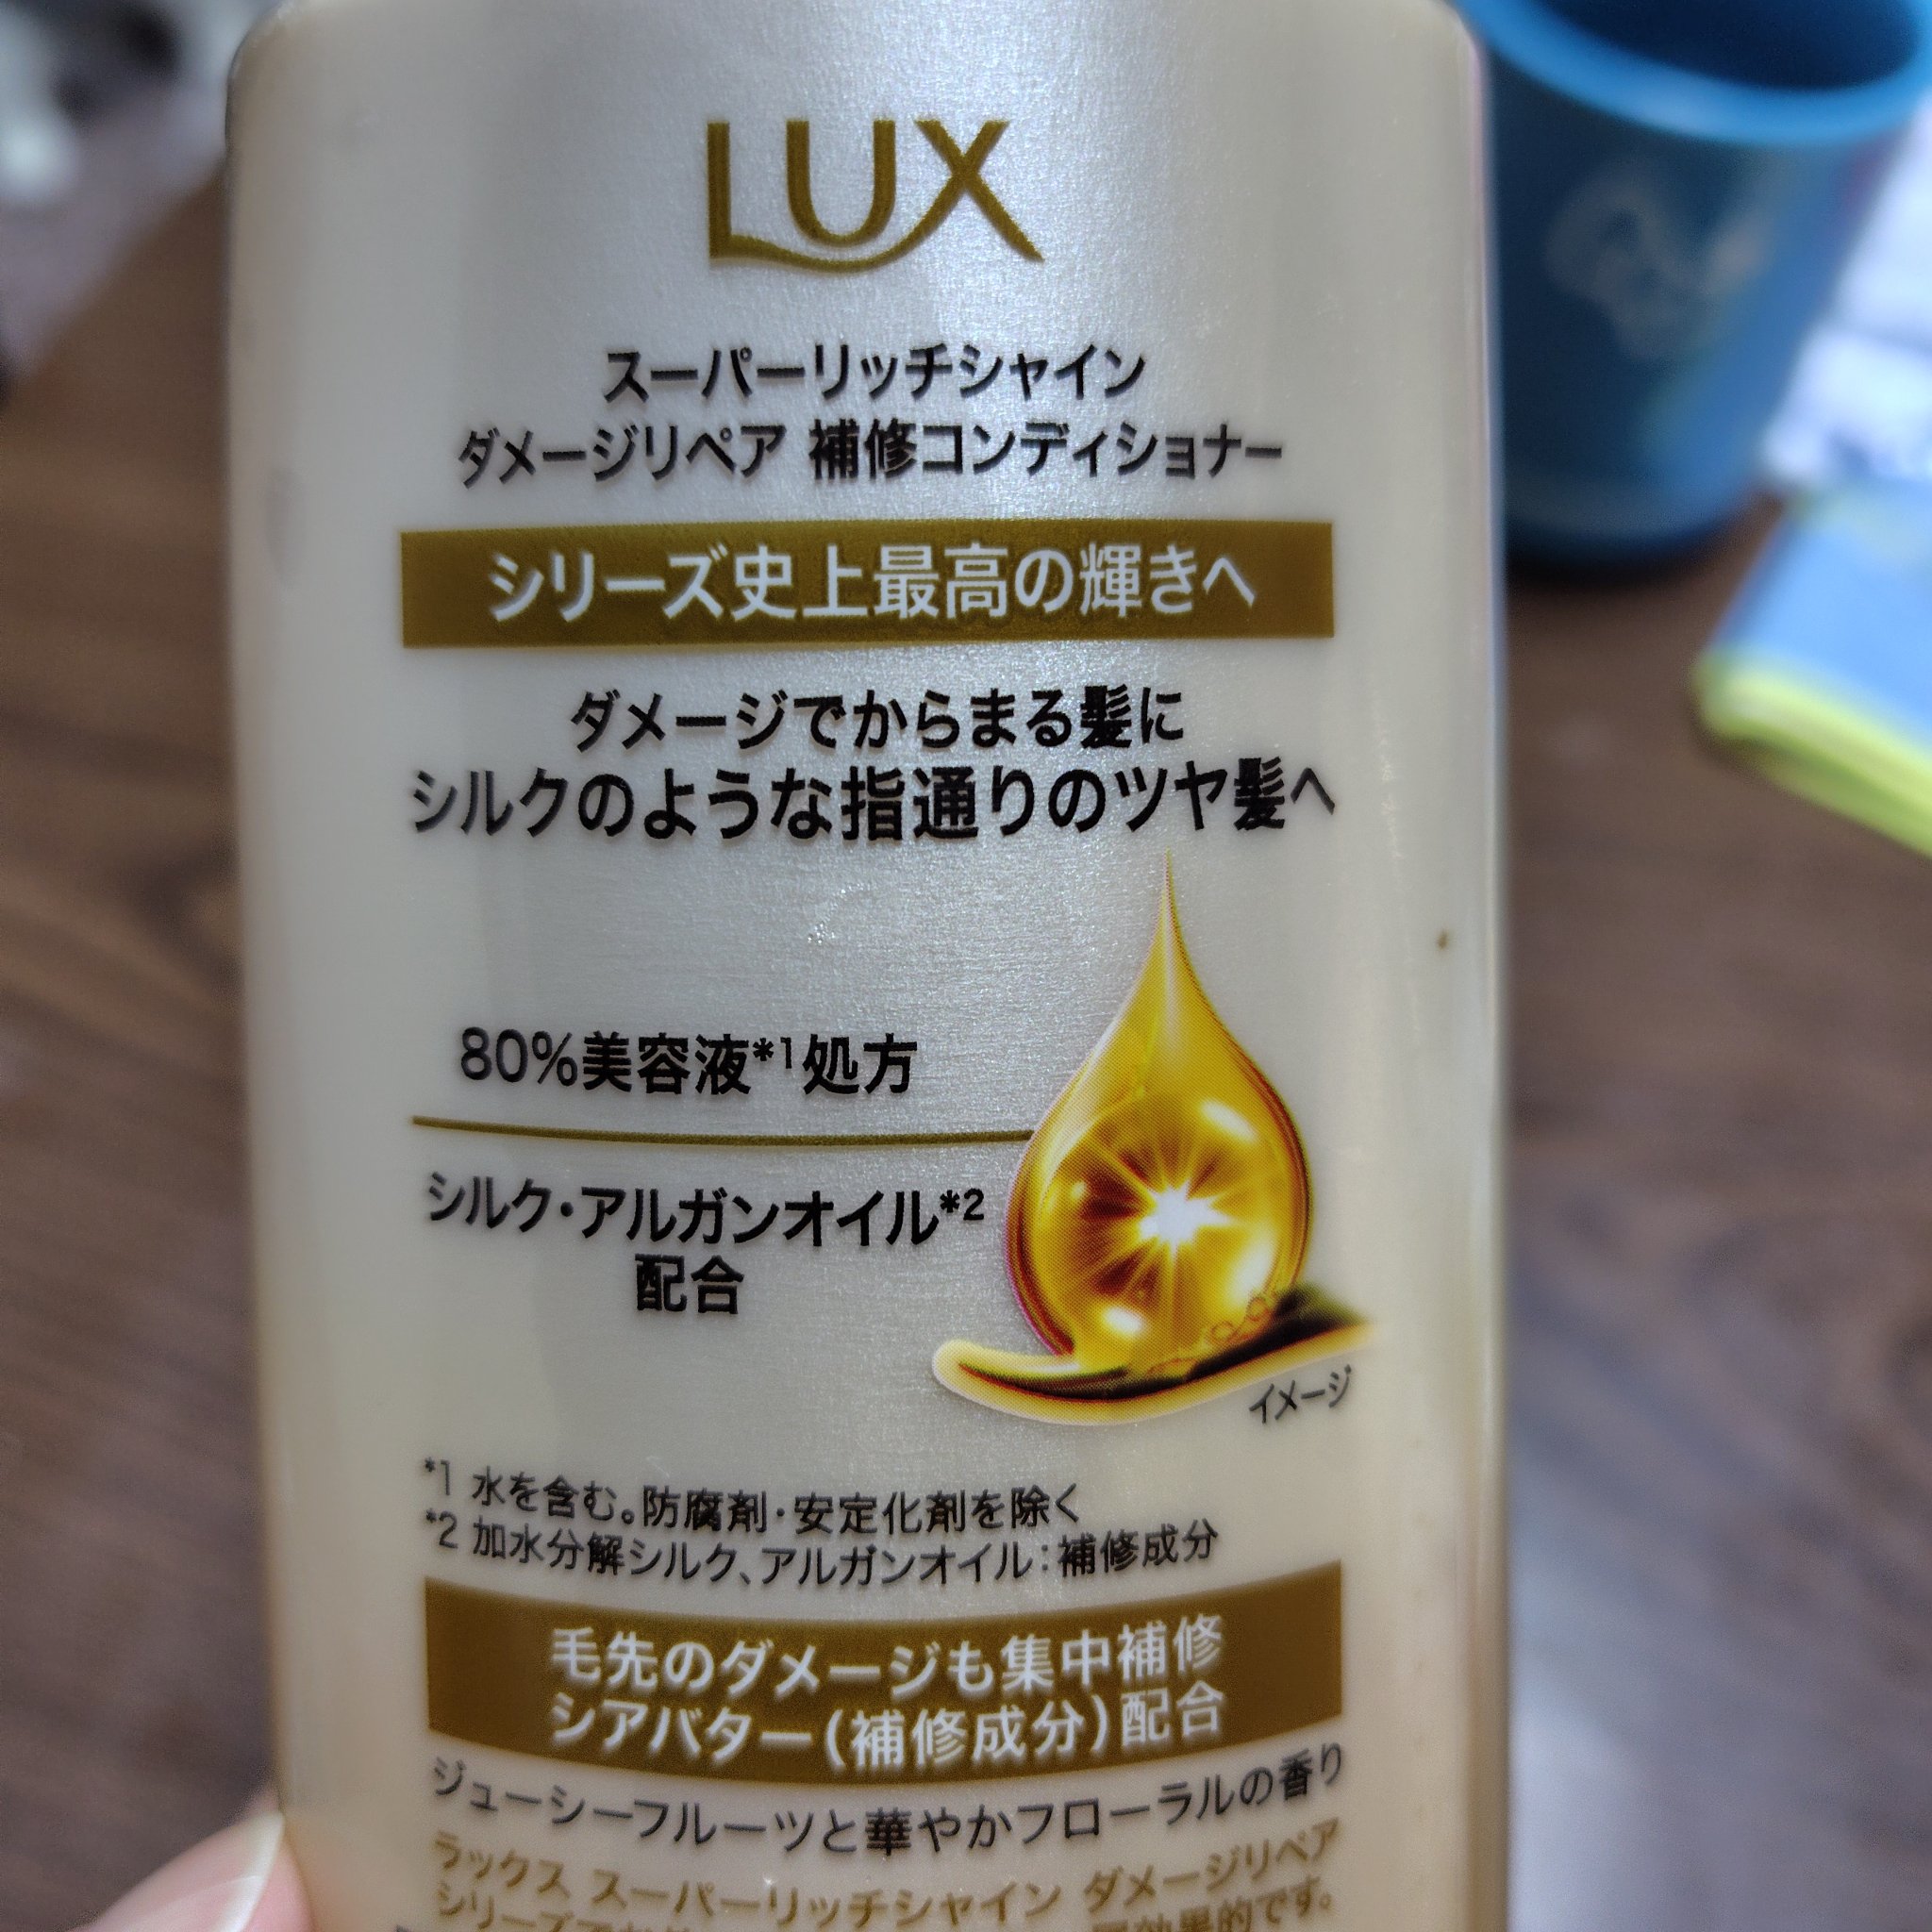 LUX
スーパーリッチシャイン
ダメージリペア 補修コンディショナー
シリーズ史上最高の輝きへ
ダメージでからまる髪に
シルクのような指通りのツヤ髪へ
80%美容液*1処方
シルク・アルガンオイル*2
配合
イメージ
*1 水を含む。防腐剤・安定化剤を除く
*2 加水分解シルク、アルガンオイル：補修成分
毛先のダメージも集中補修
シアバター(補修成分)配合
ジューシーフルーツと華やかフローラルの香り
ラックス スーパーリッチシャイン ダメージリペア
シリーズで
効果的です。